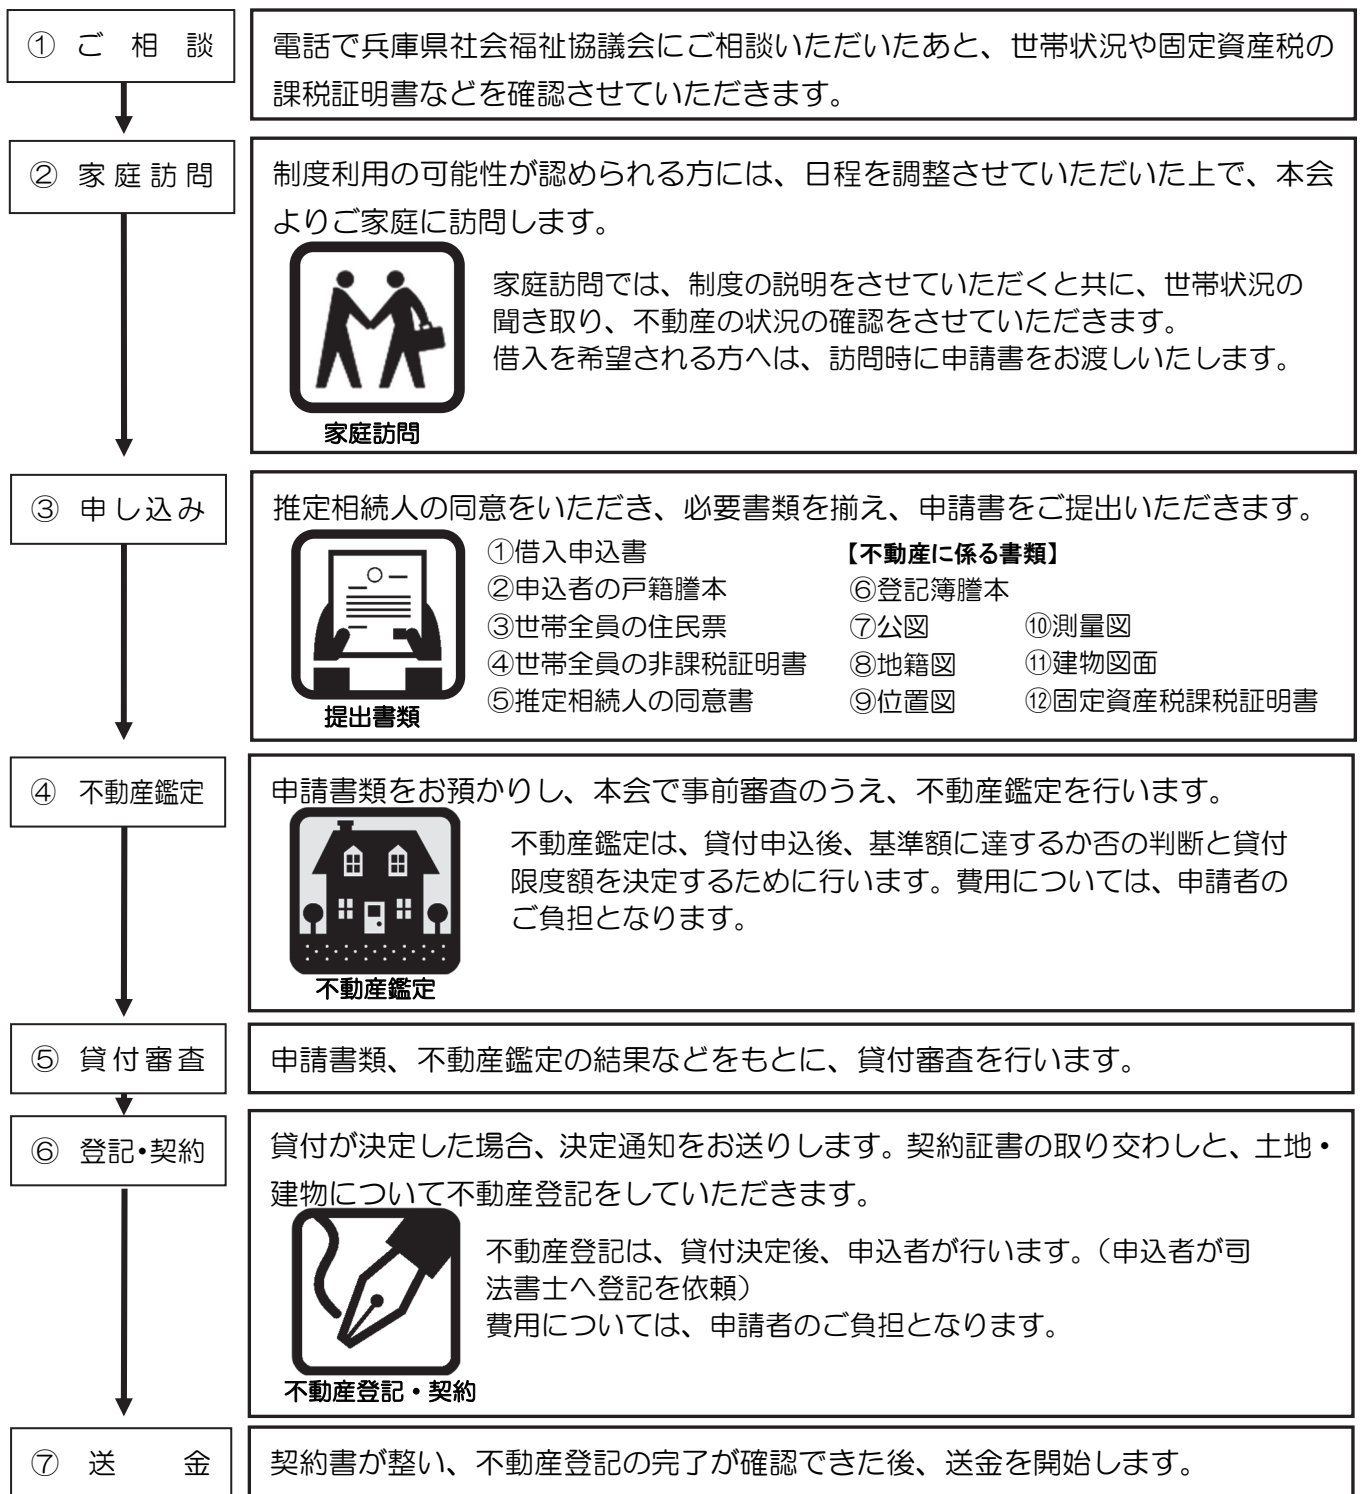 ① ご相談
電話で兵庫県社会福祉協議会にご相談いただいたあと、世帯状況や固定資産税の
課税証明書などを確認させていただきます。
② 家庭訪問
制度利用の可能性が認められる方には、日程を調整させていただいた上で、本会
よりご家庭に訪問します。
家庭訪問では、制度の説明をさせていただくと共に、世帯状況の
聞き取り、不動産の状況の確認をさせていただきます。
借入を希望される方へは、訪問時に申請書をお渡しいたします。
家庭訪問
③ 申し込み
推定相続人の同意をいただき、必要書類を揃え、申請書をご提出いただきます。
①借入申込書
②申込者の戸籍謄本
③世帯全員の住民票
④世帯全員の非課税証明書
⑤推定相続人の同意書
【不動産に係る書類】
⑥登記簿謄本
⑦公図
⑧地籍図
⑨位置図
⑩測量図
⑪建物図面
⑫固定資産税課税証明書
提出書類
④ 不動産鑑定
申請書類をお預かりし、本会で事前審査のうえ、不動産鑑定を行います。
不動産鑑定は、貸付申込後、基準額に達するか否の判断と貸付
限度額を決定するために行います。費用については、申請者の
ご負担となります。
不動産鑑定
⑤ 貸付審査
申請書類、不動産鑑定の結果などをもとに、貸付審査を行います。
⑥ 登記・契約
貸付が決定した場合、決定通知をお送りします。契約証書の取り交わしと、土地・
建物について不動産登記をしていただきます。
不動産登記は、貸付決定後、申込者が行います。（申込者が司
法書士へ登記を依頼）
費用については、申請者のご負担となります。
不動産登記・契約
⑦ 送金
契約書が整い、不動産登記の完了が確認できた後、送金を開始します。